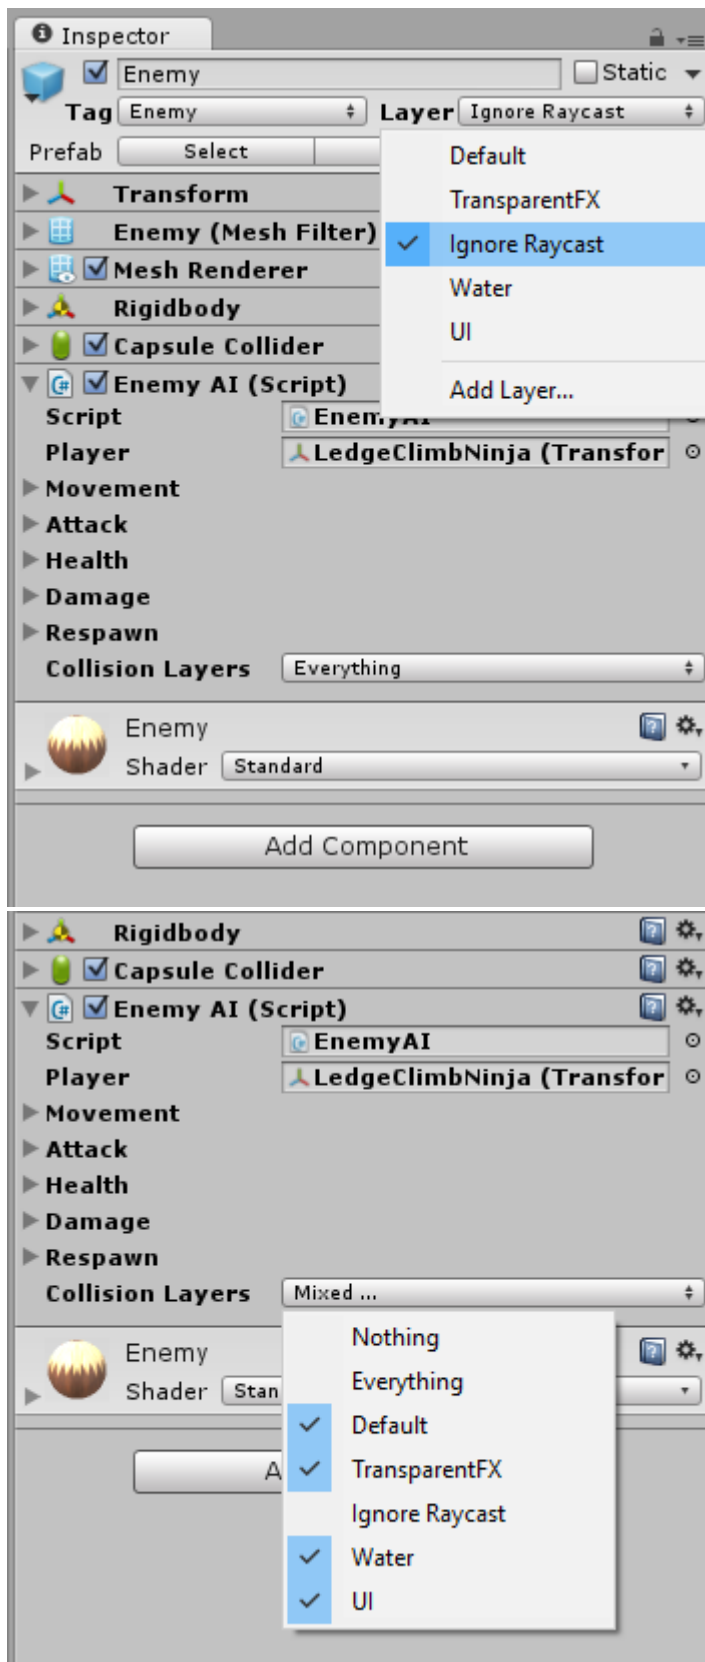 Inspector
Enemy Static
Tag Enemy Layer Ignore Raycast
Prefab Select
Default
Transform
TransparentFX
Enemy (Mesh Filter)
Ignore Raycast
Mesh Renderer
Water
Rigidbody
UI
Capsule Collider
Enemy AI (Script)
Add Layer...
Script EnemyAI
Player LedgeClimbNinja (Transfor
Movement
Attack
Health
Damage
Respawn
Collision Layers Everything
Enemy
Shader Standard
Add Component
Rigidbody
Capsule Collider
Enemy AI (Script)
Script EnemyAI
Player LedgeClimbNinja (Transfor
Movement
Attack
Health
Damage
Respawn
Collision Layers Mixed ...
Nothing
Enemy
Everything
Shader Stan
Default
A
TransparentFX
Ignore Raycast
Water
UI